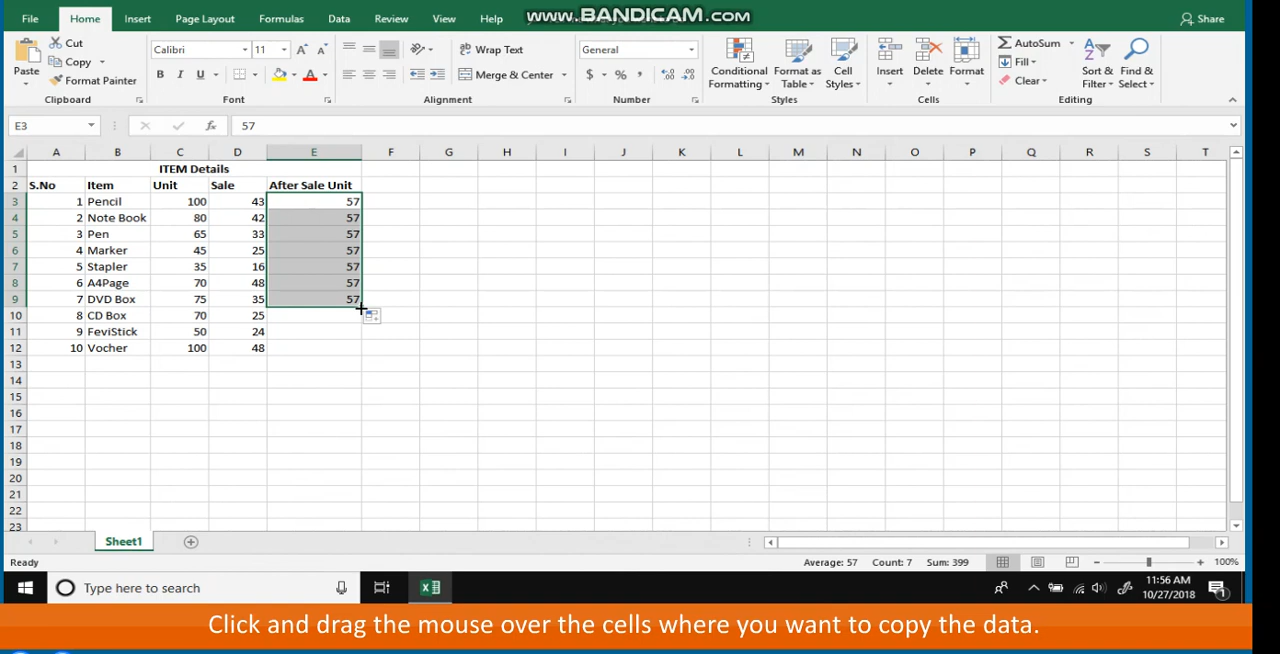 www.BANDICAM.com
File Home Insert Page Layout Formulas Data Review View Help Share
Cut Calibri 11 Wrap Text General AutoSum
Copy Fill
Paste Format Painter B I U Merge & Center $ % , Conditional Formatting Format as Table Cell Styles Insert Delete Format Clear Sort & Filter Find & Select
Clipboard Font Alignment Number Styles Cells Editing
E3 fx 57
A B C D E F G H I J K L M N O P Q R S T
1 ITEM Details
2 S.No Item Unit Sale After Sale Unit
3 1 Pencil 100 43 57
4 2 Note Book 80 42 57
5 3 Pen 65 33 57
6 4 Marker 45 25 57
7 5 Stapler 35 16 57
8 6 A4Page 70 48 57
9 7 DVD Box 75 35 57
10 8 CD Box 70 25
11 9 FeviStick 50 24
12 10 Vocher 100 48
13
14
15
16
17
18
19
20
21
22
23
Sheet1
Ready Average: 57 Count: 7 Sum: 399 100%
Type here to search 11:56 AM
10/27/2018 1
Click and drag the mouse over the cells where you want to copy the data.